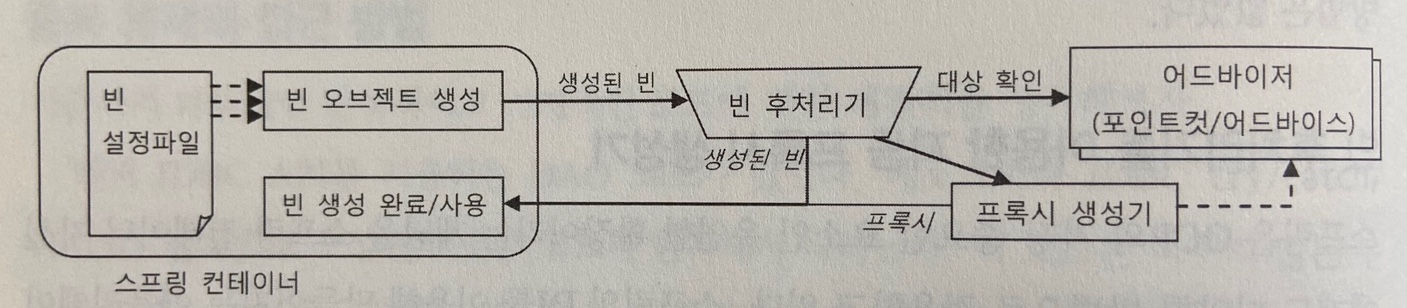 빈
설정파일
빈 오브젝트 생성
생성된 빈
빈 후처리기
대상 확인
어드바이저
(포인트컷/어드바이스)
생성된 빈
빈 생성 완료/사용
프록시
프록시 생성기
스프링 컨테이너